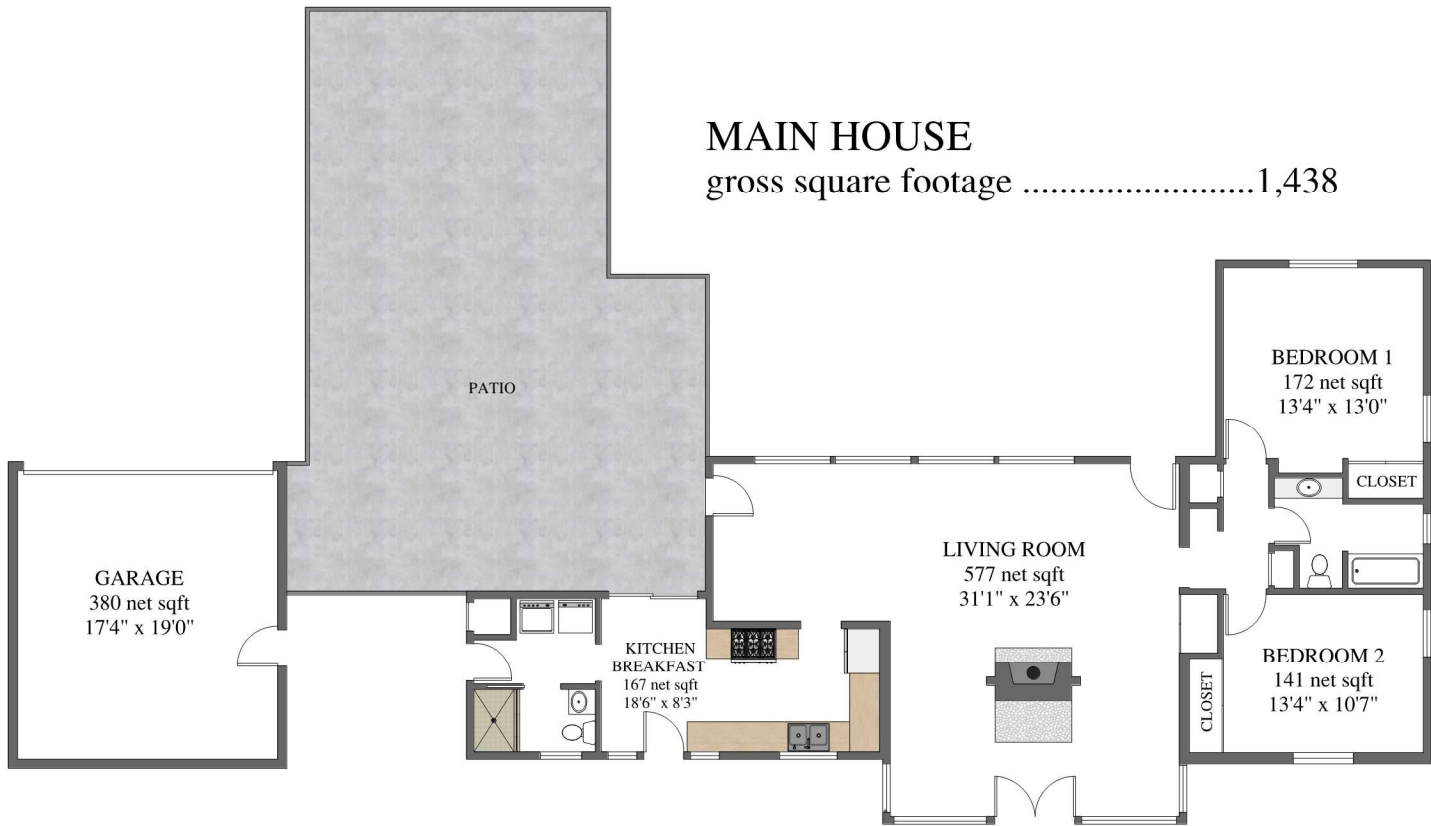 MAIN HOUSE
gross square footage .........................1,438
PATIO
BEDROOM 1
172 net sqft
13'4" x 13'0"
CLOSET
GARAGE
380 net sqft
17'4" x 19'0"
LIVING ROOM
577 net sqft
31'1" x 23'6"
KITCHEN
BREAKFAST
167 net sqft
18'6" x 8'3"
BEDROOM 2
141 net sqft
13'4" x 10'7"
CLOSET